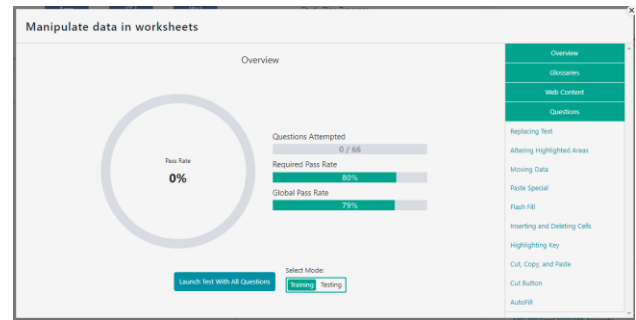 Manipulate data in worksheets
Overview
Pass Rate
0%
Questions Attempted
0 / 66
Required Pass Rate
80%
Global Pass Rate
79%
Launch Test With All Questions
Select Mode:
Training Testing
Overview
Glossaries
Web Content
Questions
Replacing Text
Altering Highlighted Areas
Moving Data
Paste Special
Flash Fill
Inserting and Deleting Cells
Highlighting Key
Cut, Copy, and Paste
Cut Button
AutoFill